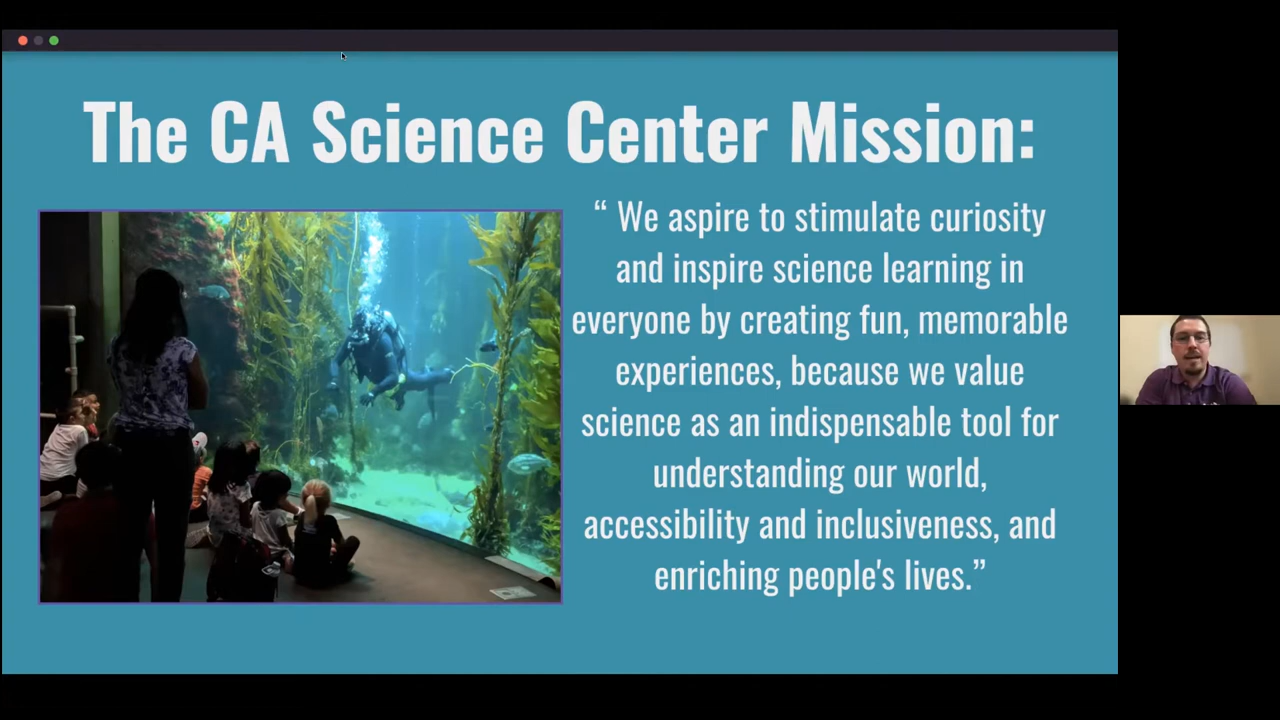 The CA Science Center Mission:
“ We aspire to stimulate curiosity
and inspire science learning in
everyone by creating fun, memorable
experiences, because we value
science as an indispensable tool for
understanding our world,
accessibility and inclusiveness, and
enriching people's lives.”